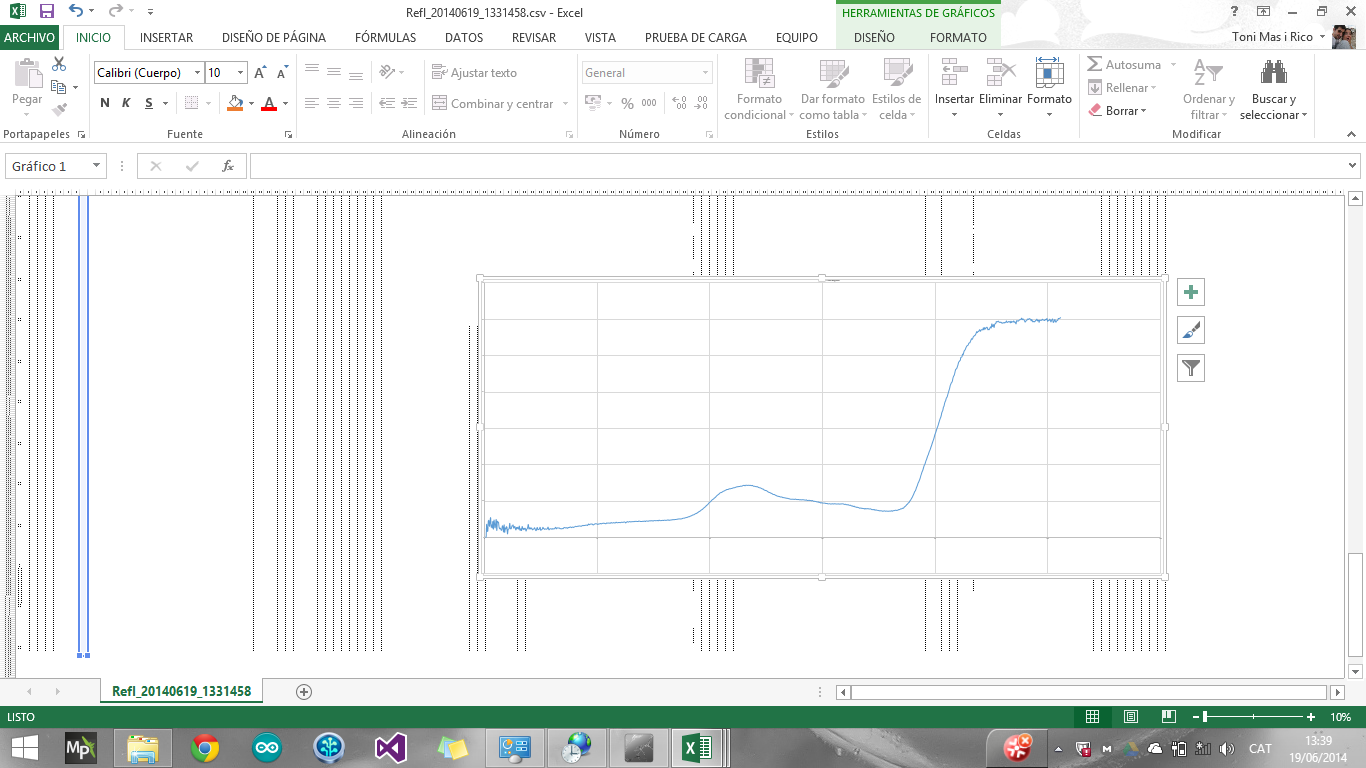 Refl_20140619_1331458.csv - Excel
HERRAMIENTAS DE GRÁFICOS
?
ARCHIVO INICIO INSERTAR DISEÑO DE PÁGINA FÓRMULAS DATOS REVISAR VISTA PRUEBA DE CARGA EQUIPO DISEÑO FORMATO Toni Mas i Rico
Pegar
Portapapeles
Calibri (Cuerpo) 10 A A
N K S A
Fuente
Ajustar texto
Combinar y centrar
Alineación
General
% 000
Número
Formato condicional
Dar formato como tabla
Estilos de celda
Estilos
Insertar Eliminar Formato
Celdas
Autosuma
Rellenar
Borrar
Ordenar y filtrar
Buscar y seleccionar
Modificar
Gráfico 1
fx
Refl_20140619_1331458
LISTO
10%
Mp
CAT
13:39
19/06/2014